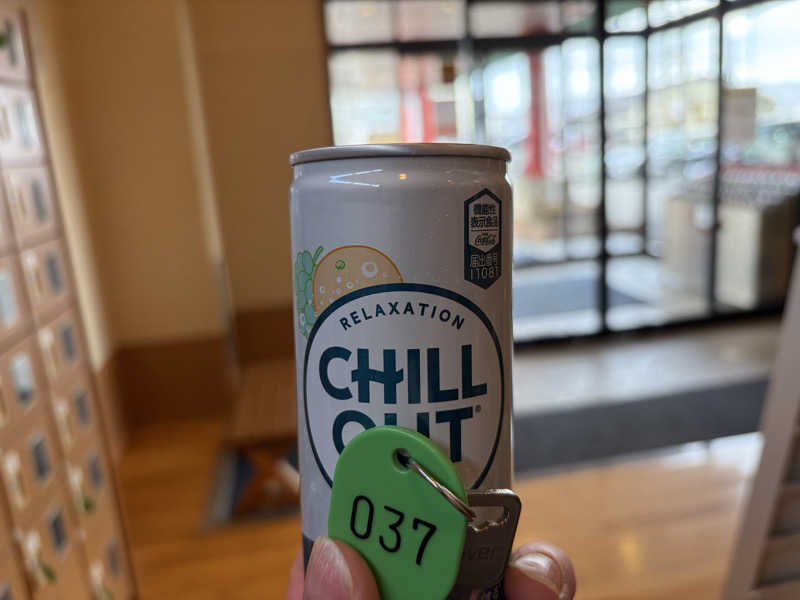 機能性
表示食品
Coca-Cola
届出番号
I1081
RELAXATION
CHILL
OUT®
037